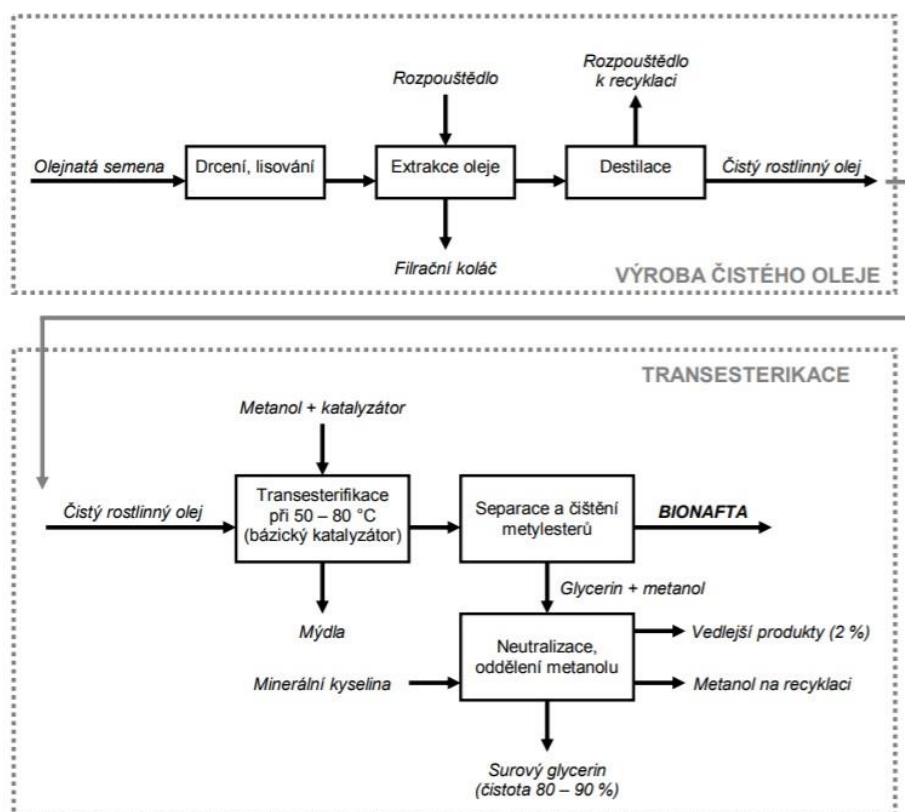 Rozpouštědlo
Rozpouštědlo
k recyklaci
Olejnatá semena
Drcení, lisování
Extrakce oleje
Destilace
Čistý rostlinný olej
Filrační koláč
VÝROBA ČISTÉHO OLEJE
TRANSESTERIKACE
Metanol + katalyzátor
Čistý rostlinný olej
Transesterifikace
při 50 – 80 °C
(bázický katalyzátor)
Separace a čištění
metylesterů
BIONAFTA
Mýdla
Glycerin + metanol
Minerální kyselina
Neutralizace,
oddělení metanolu
Vedlejší produkty (2 %)
Metanol na recyklaci
Surový glycerin
(čistota 80 – 90 %)